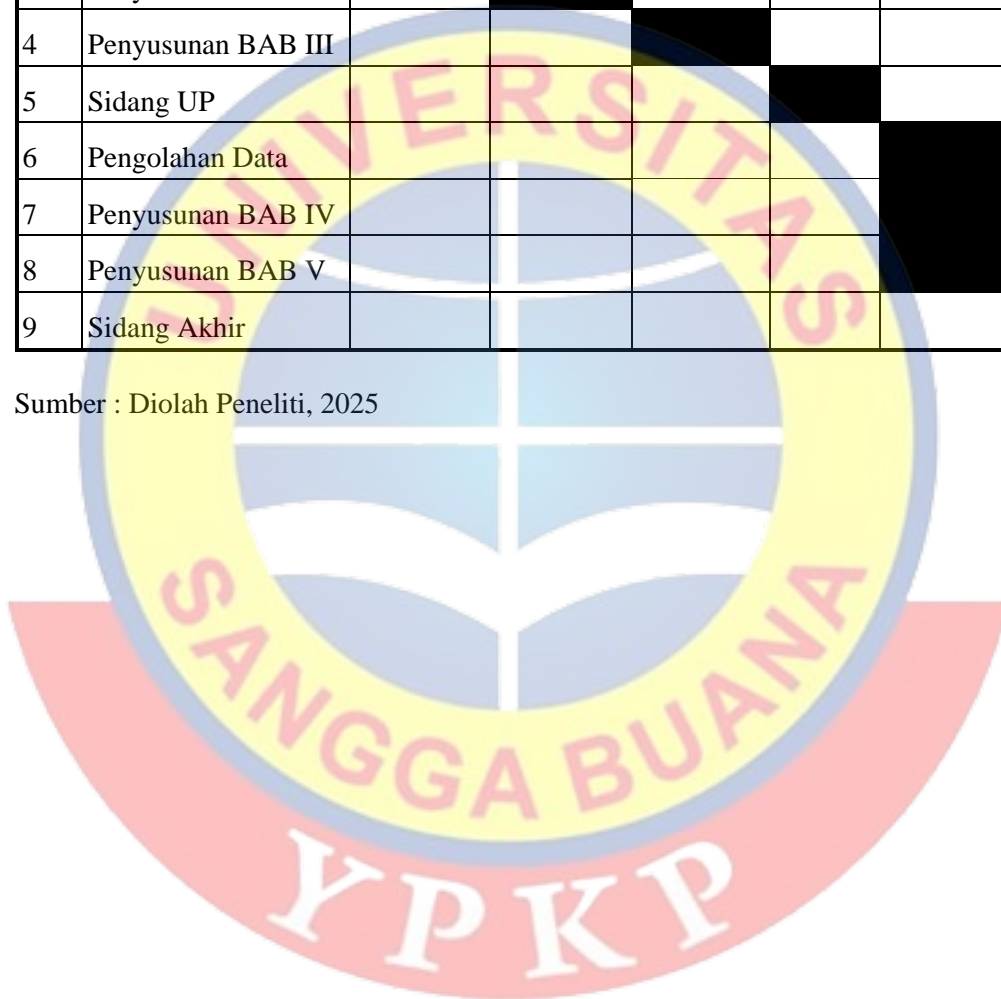 4 Penyusunan BAB III
5 Sidang UP
6 Pengolahan Data
7 Penyusunan BAB IV
8 Penyusunan BAB V
9 Sidang Akhir
Sumber : Diolah Peneliti, 2025
UNIVERSITAS
SANGGA BUANA
YPKP